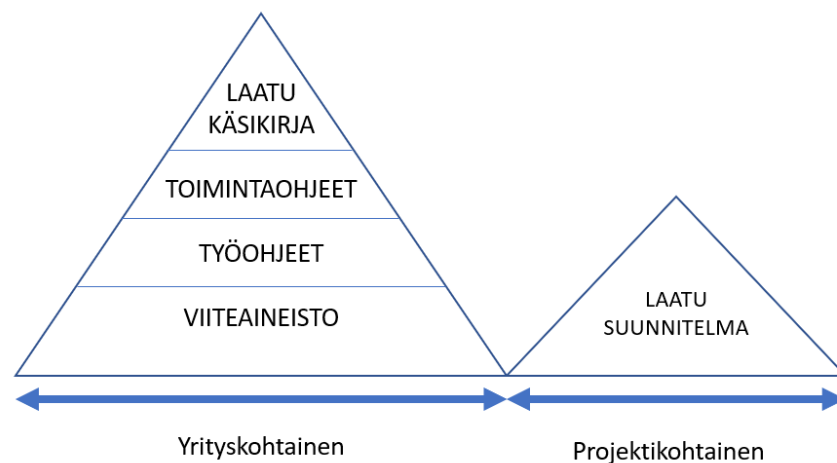 LAATU
KÄSIKIRJA
TOIMINTAOHJEET
TYÖOHJEET
VIITEAINEISTO
LAATU
SUUNNITELMA
Yrityskohtainen
Projektikohtainen